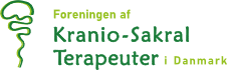 Foreningen af
Kranio-Sakral
Terapeuter i Danmark